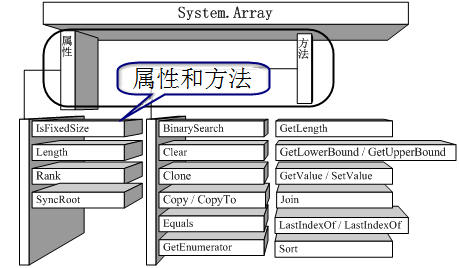 System.Array
属性
方法
属性和方法
IsFixedSize
Length
Rank
SyncRoot
BinarySearch
Clear
Clone
Copy / CopyTo
Equals
GetEnumerator
GetLength
GetLowerBound / GetUpperBound
GetValue / SetValue
Join
LastIndexOf / LastIndexOf
Sort